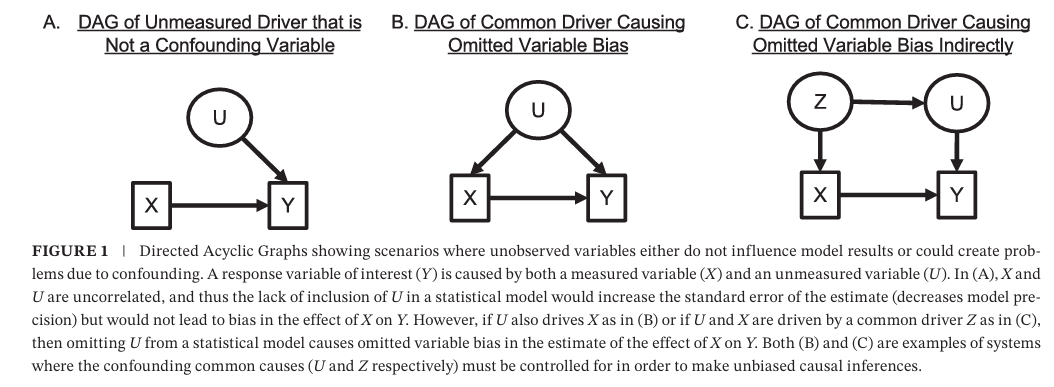 A. DAG of Unmeasured Driver that is
Not a Confounding Variable
B. DAG of Common Driver Causing
Omitted Variable Bias
C. DAG of Common Driver Causing
Omitted Variable Bias Indirectly
U
X
Y
U
X
Y
Z
U
X
Y
FIGURE 1 | Directed Acyclic Graphs showing scenarios where unobserved variables either do not influence model results or could create prob-
lems due to confounding. A response variable of interest (Y) is caused by both a measured variable (X) and an unmeasured variable (U). In (A), X and
U are uncorrelated, and thus the lack of inclusion of U in a statistical model would increase the standard error of the estimate (decreases model pre-
cision) but would not lead to bias in the effect of X on Y. However, if U also drives X as in (B) or if U and X are driven by a common driver Z as in (C),
then omitting U from a statistical model causes omitted variable bias in the estimate of the effect of X on Y. Both (B) and (C) are examples of systems
where the confounding common causes (U and Z respectively) must be controlled for in order to make unbiased causal inferences.